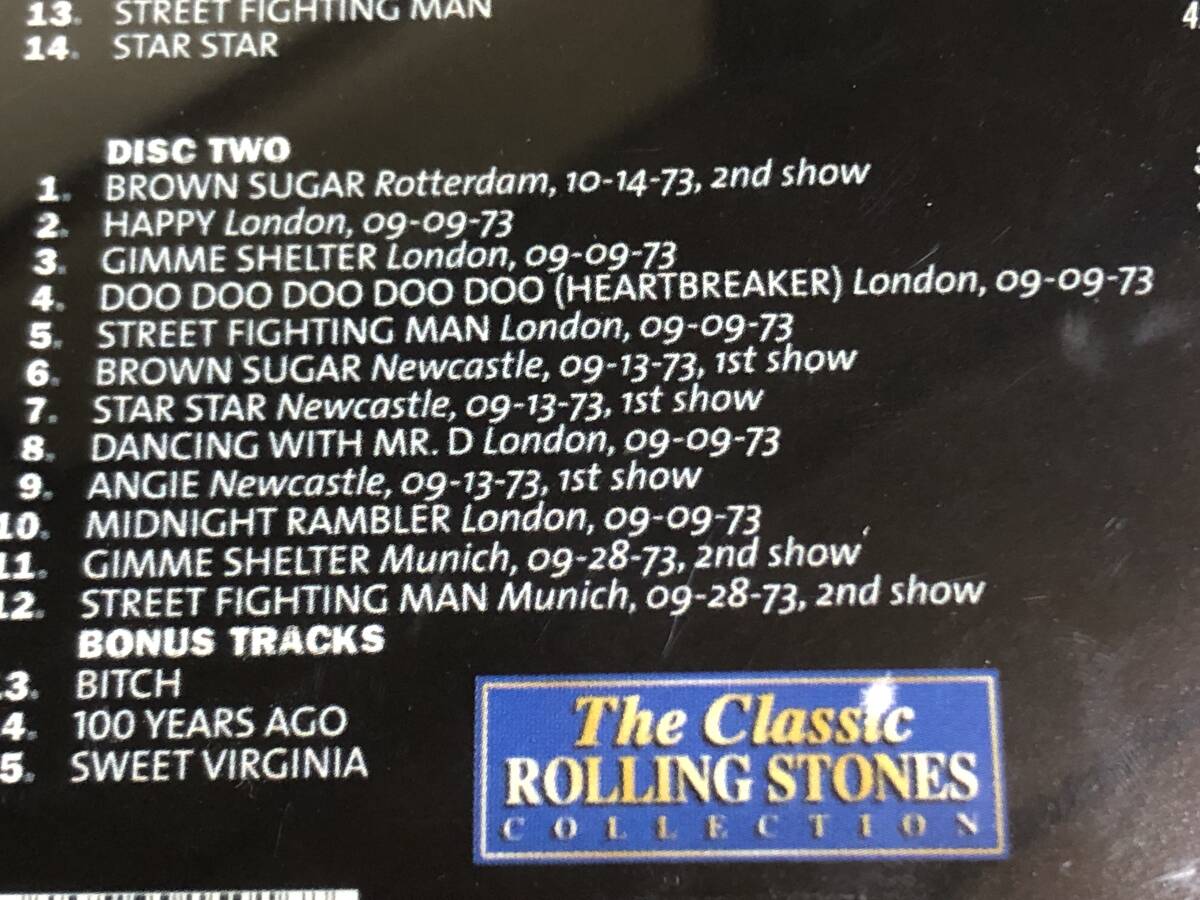 13. STREET FIGHTING MAN
14. STAR STAR
DISC TWO
1. BROWN SUGAR Rotterdam, 10-14-73, 2nd show
2. HAPPY London, 09-09-73
3. GIMME SHELTER London, 09-09-73
4. DOO DOO DOO DOO DOO (HEARTBREAKER) London, 09-09-73
5. STREET FIGHTING MAN London, 09-09-73
6. BROWN SUGAR Newcastle, 09-13-73, 1st show
7. STAR STAR Newcastle, 09-13-73, 1st show
8. DANCING WITH MR. D London, 09-09-73
9. ANGIE Newcastle, 09-13-73, 1st show
10. MIDNIGHT RAMBLER London, 09-09-73
11. GIMME SHELTER Munich, 09-28-73, 2nd show
12. STREET FIGHTING MAN Munich, 09-28-73, 2nd show
BONUS TRACKS
3. BITCH
4. 100 YEARS AGO
5. SWEET VIRGINIA
The Classic
ROLLING STONES
COLLECTION